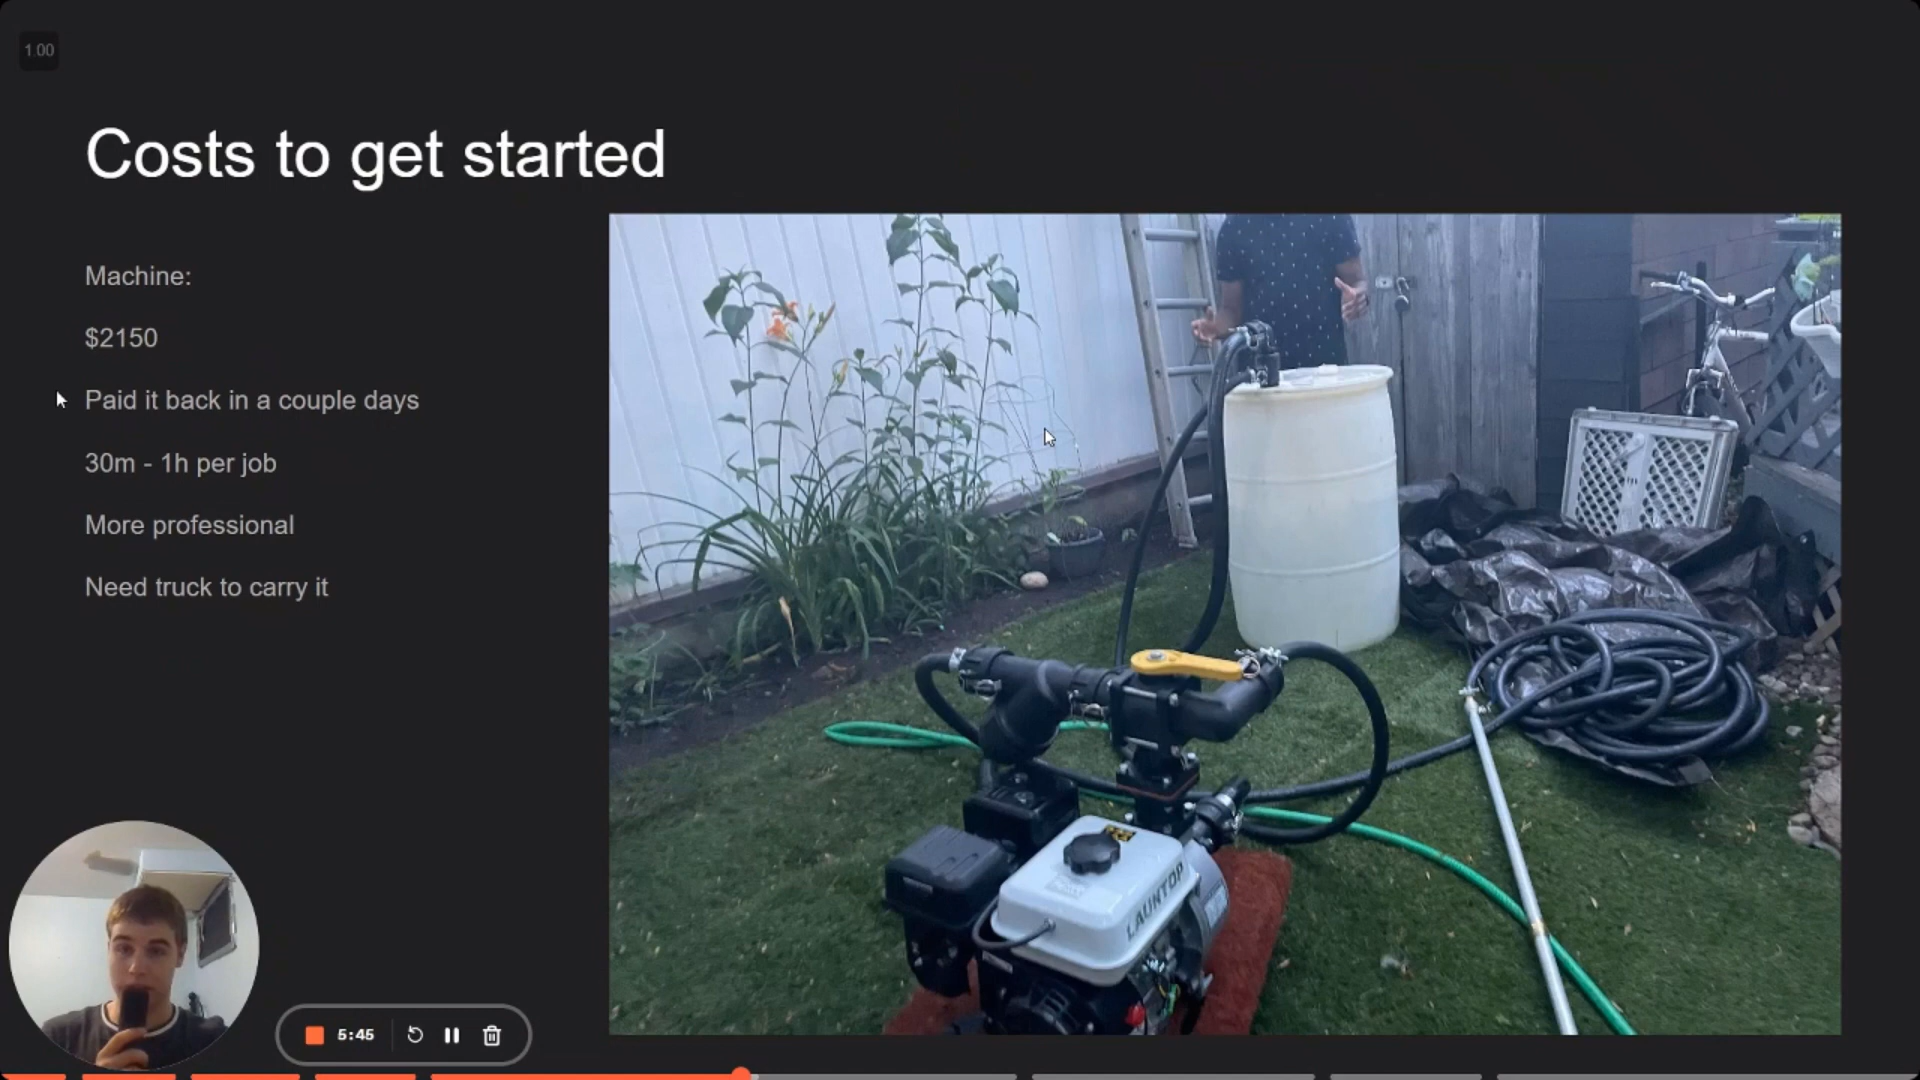 1.00
Costs to get started
Machine:
$2150
Paid it back in a couple days
30m - 1h per job
More professional
Need truck to carry it
LAUNTOP
5:45